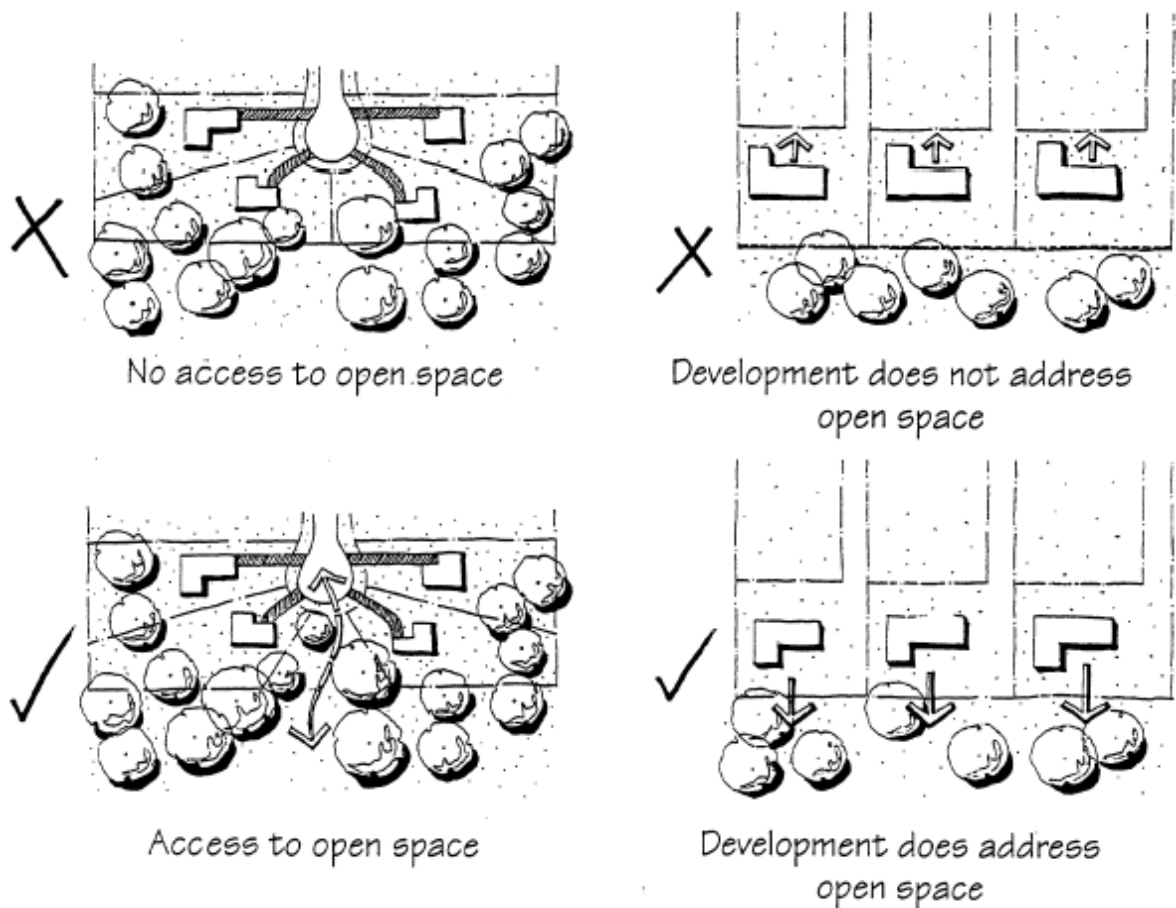 No access to open space
Development does not address
open space
Access to open space
Development does address
open space